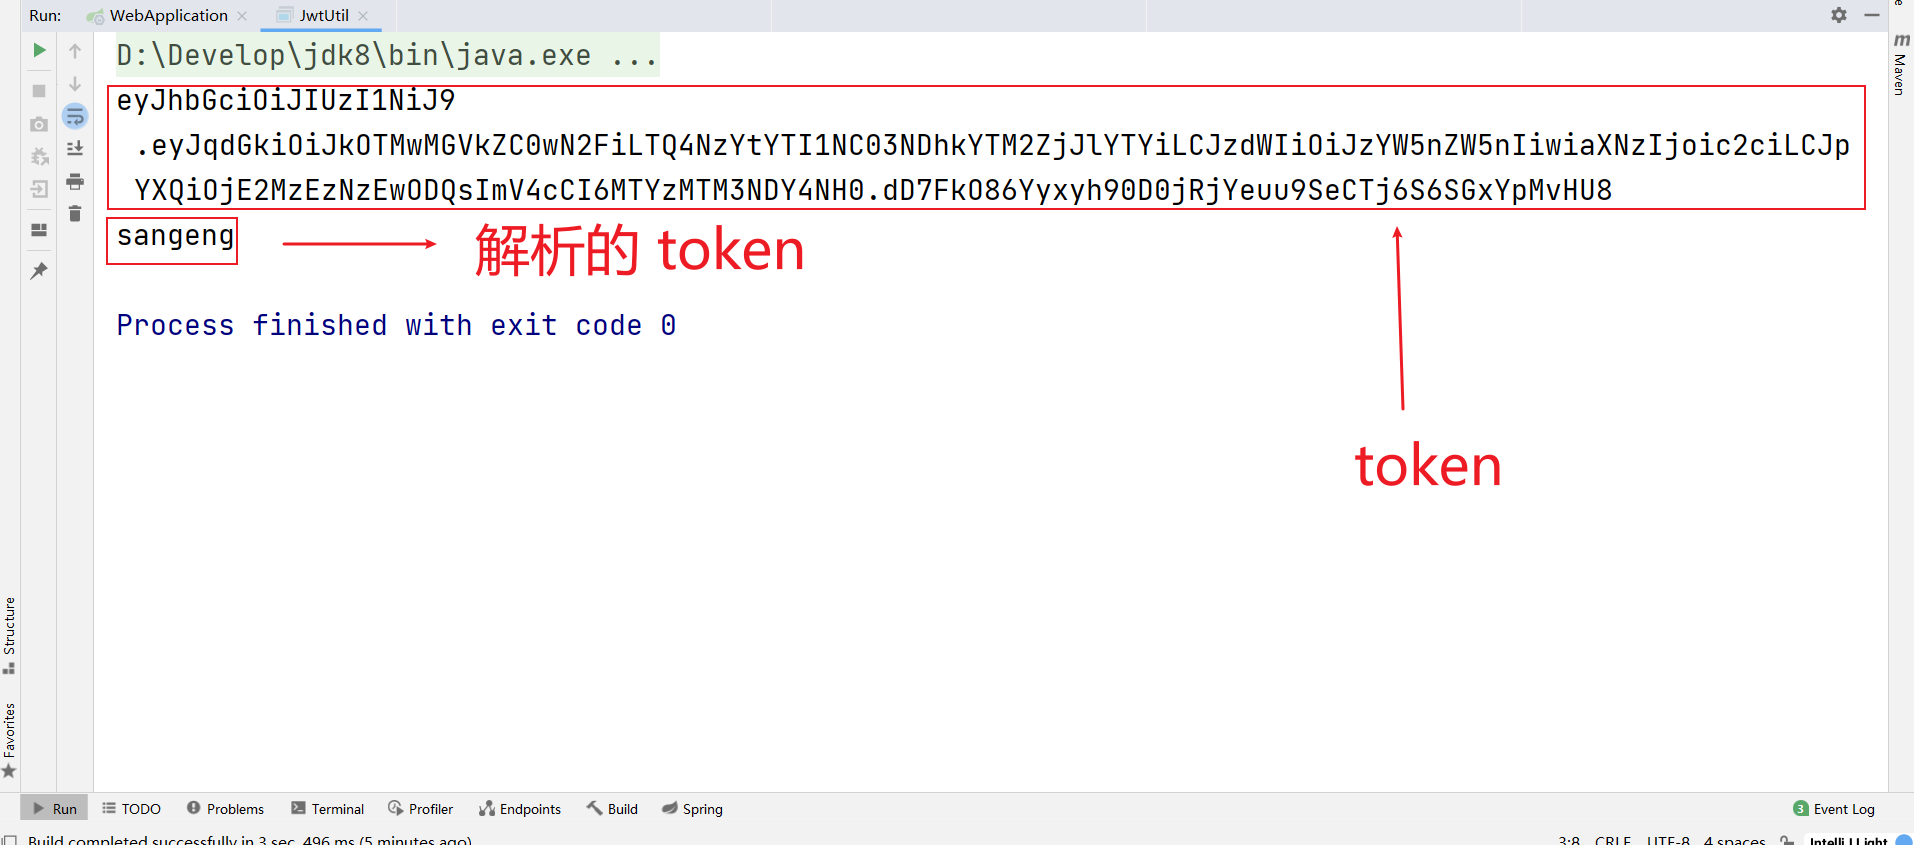 Run: WebApplication JwtUtil
D:\Develop\jdk8\bin\java.exe ...
eyJhbGciOiJIUzI1NiJ9
.eyJqdGkiOiJkOTMwMGVkZC0wN2FiLTQ4NzYtYTI1NC03NDhkYTM2ZjJlYTYiLCJzdWIiOiJzYW5nZW5nIiwiaXNzIjoic2ciLCJp
YXQiOjE2MzEzNzEwODQsImV4cCI6MTYzMTM3NDY4NH0.dD7FkO86Yyxyh90D0jRjYeuu9SeCTj6S6SGxYpMvHU8
sangeng
解析的 token
Process finished with exit code 0
token
m
Maven
Structure
Favorites
Run TODO Problems Terminal Profiler Endpoints Build Spring
3 Event Log
Build completed successfully in 3 sec, 496 ms (5 minutes ago)
3:8 CRLF UTF-8 4 spaces IntelliJ Light